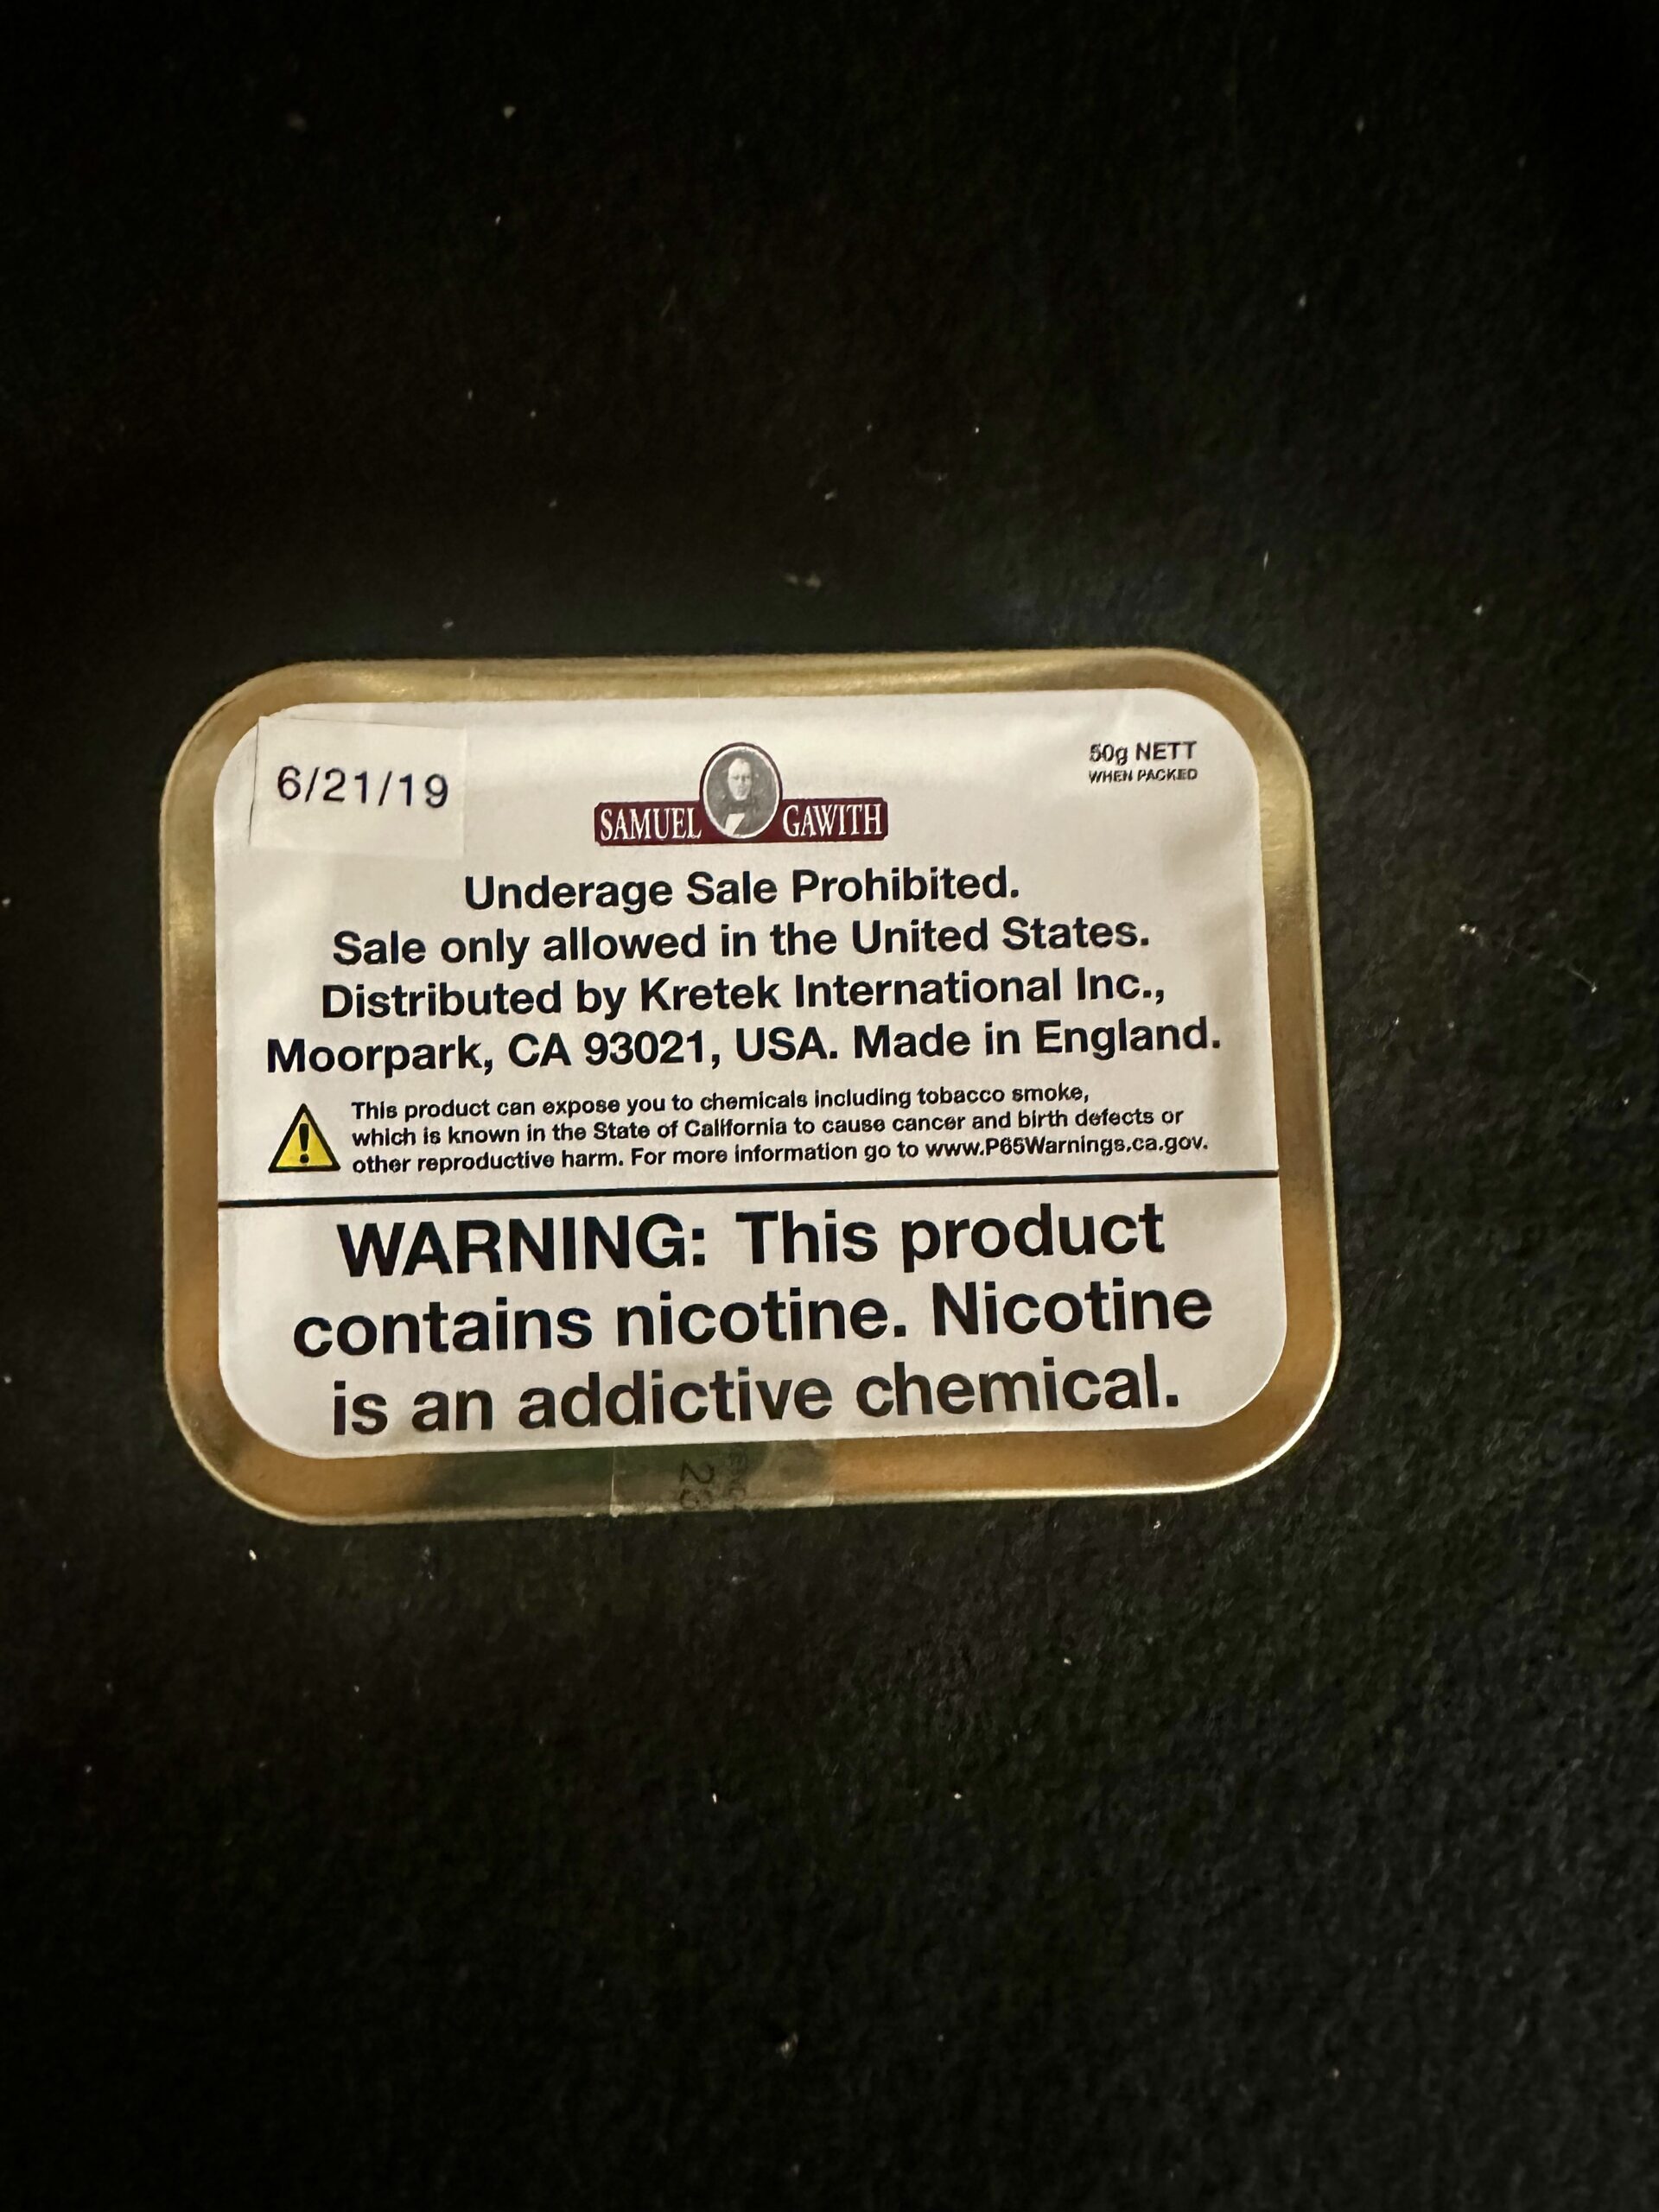 6/21/19
SAMUEL GAWITH
50g NETT
WHEN PACKED
Underage Sale Prohibited.
Sale only allowed in the United States.
Distributed by Kretek International Inc.,
Moorpark, CA 93021, USA. Made in England.
This product can expose you to chemicals including tobacco smoke,
which is known in the State of California to cause cancer and birth defects or
other reproductive harm. For more information go to www.P65Warnings.ca.gov.
WARNING: This product
contains nicotine. Nicotine
is an addictive chemical.